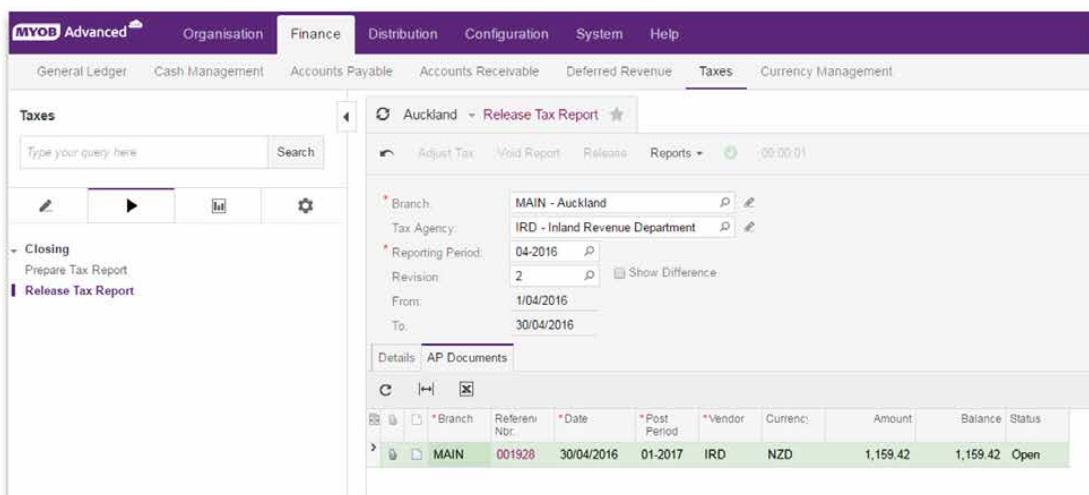 MYOB Advanced Organisation Finance Distribution Configuration System Help
General Ledger Cash Management Accounts Payable Accounts Receivable Deferred Revenue Taxes Currency Management
Taxes
Type your query here Search
Closing
Prepare Tax Report
Release Tax Report
Auckland Release Tax Report
Adjust Tax Void Report Release Reports 00:00:01
* Branch: MAIN - Auckland
Tax Agency: IRD - Inland Revenue Department
* Reporting Period: 04-2016
Revision: 2 Show Difference
From: 1/04/2016
To: 30/04/2016
Details AP Documents
*Branch Referen Nbr. *Date *Post Period *Vendor Currency Amount Balance Status
MAIN 001928 30/04/2016 01-2017 IRD NZD 1,159.42 1,159.42 Open